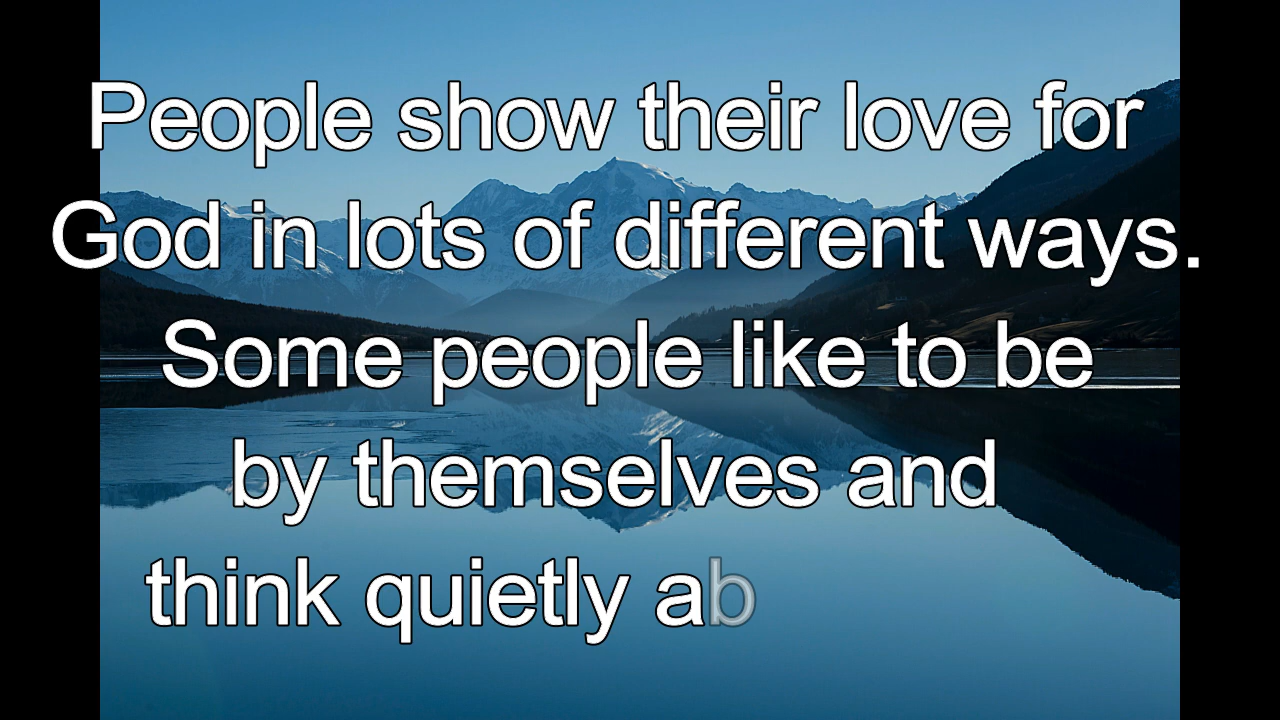 People show their love for
God in lots of different ways.
Some people like to be
by themselves and
think quietly ab